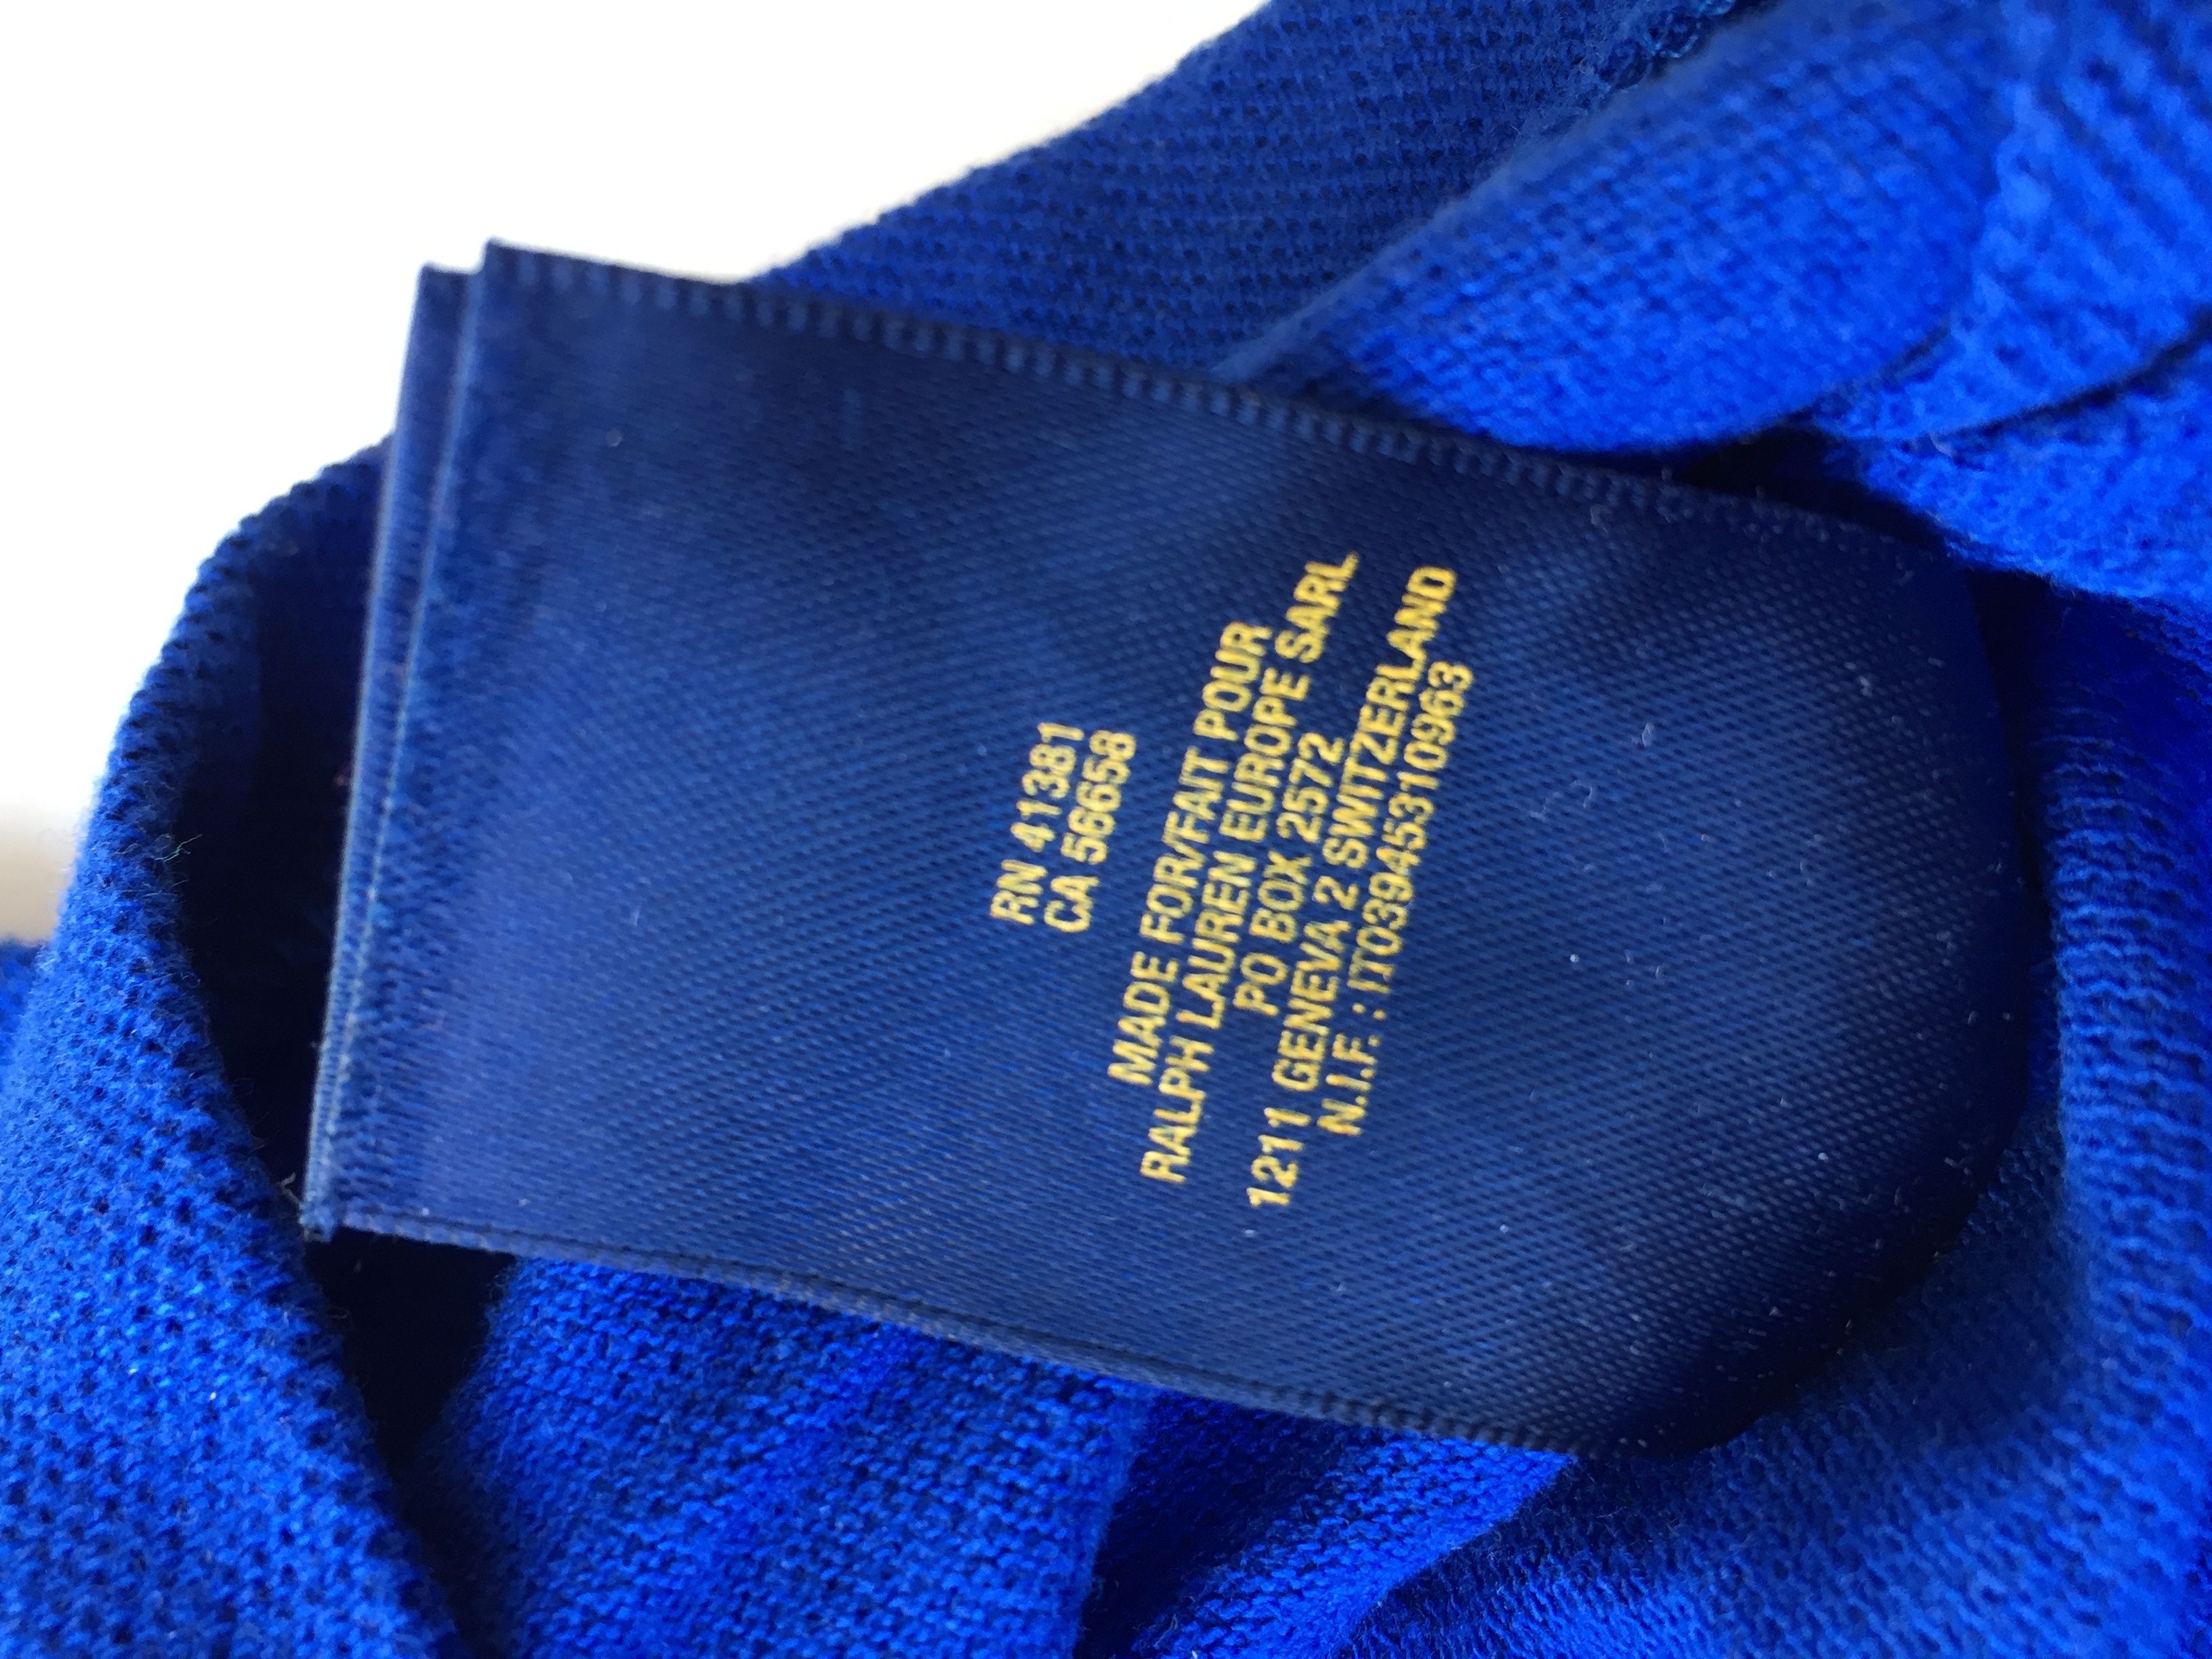 RN 41381
CA 56658
MADE FOR/FAIT POUR
RALPH LAUREN EUROPE SARL
PO BOX 2572
1211 GENEVA 2 SWITZERLAND
N.I.F. : IT03945310963